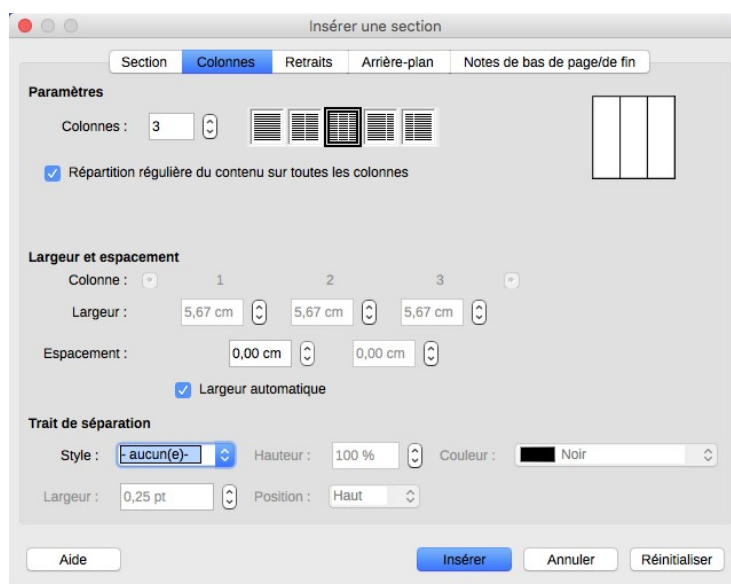 Insérer une section
Section Colonnes Retraits Arrière-plan Notes de bas de page/de fin
Paramètres
Colonnes : 3
Répartition régulière du contenu sur toutes les colonnes
Largeur et espacement
Colonne : 1 2 3
Largeur : 5,67 cm 5,67 cm 5,67 cm
Espacement : 0,00 cm 0,00 cm
Largeur automatique
Trait de séparation
Style : - aucun(e)- Hauteur : 100 % Couleur : Noir
Largeur : 0,25 pt Position : Haut
Aide Insérer Annuler Réinitialiser